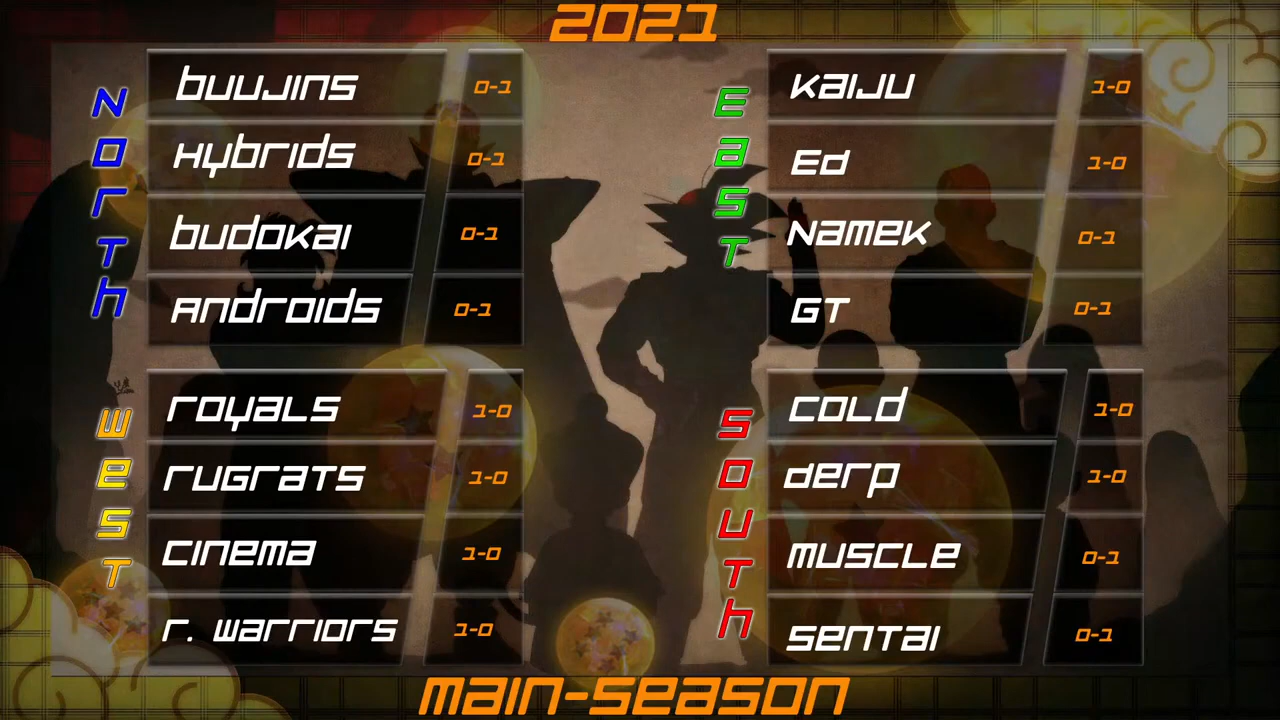 2021
North
Buujins 0-1
Hybrids 0-1
Budokai 0-1
Androids 0-1
East
Kaiju 1-0
Ed 1-0
Namek 0-1
GT 0-1
West
Royals 1-0
Rugrats 1-0
Cinema 1-0
R. Warriors 1-0
South
Cold 1-0
Derp 1-0
Muscle 0-1
Sentai 0-1
Main-Season